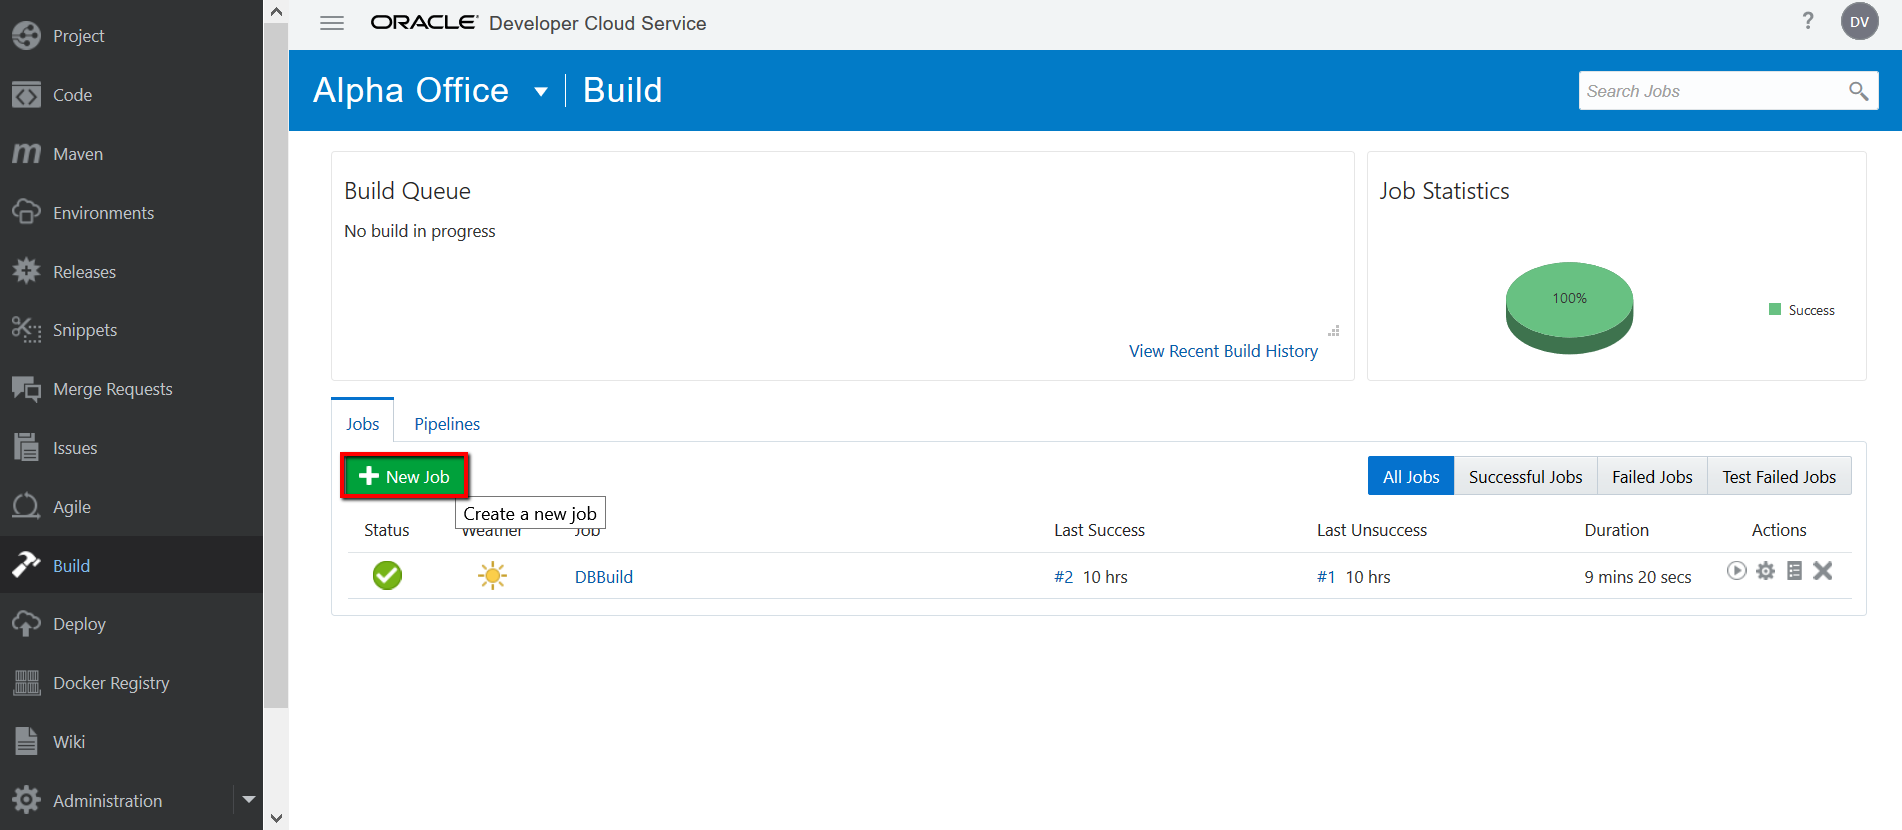 Project
Code
Maven
Environments
Releases
Snippets
Merge Requests
Issues
Agile
Build
Deploy
Docker Registry
Wiki
Administration
ORACLE® Developer Cloud Service
? DV
Alpha Office Build
Search Jobs
Build Queue
No build in progress
View Recent Build History
Job Statistics
100%
Success
Jobs Pipelines
New Job
All Jobs Successful Jobs Failed Jobs Test Failed Jobs
Create a new job
Status Weather Job Last Success Last Unsuccess Duration Actions
DBBuild #2 10 hrs #1 10 hrs 9 mins 20 secs